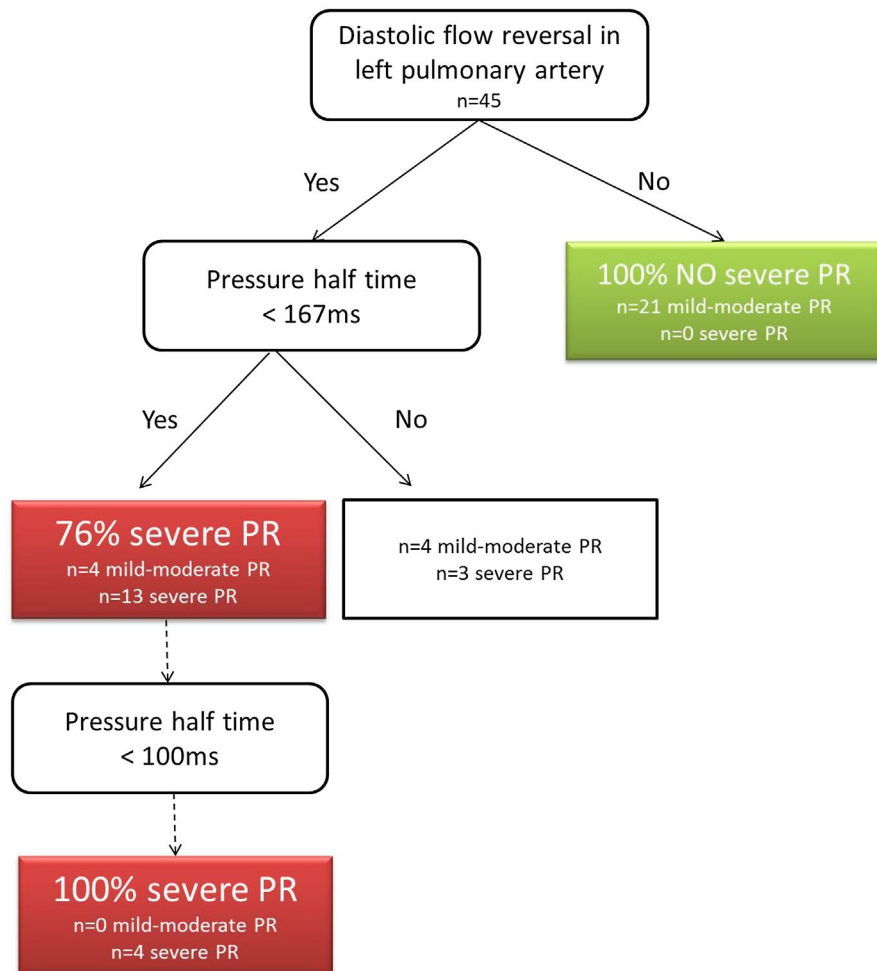 Diastolic flow reversal in
left pulmonary artery
n=45
Yes
No
Pressure half time
< 167ms
100% NO severe PR
n=21 mild-moderate PR
n=0 severe PR
Yes
No
76% severe PR
n=4 mild-moderate PR
n=13 severe PR
n=4 mild-moderate PR
n=3 severe PR
Pressure half time
< 100ms
100% severe PR
n=0 mild-moderate PR
n=4 severe PR